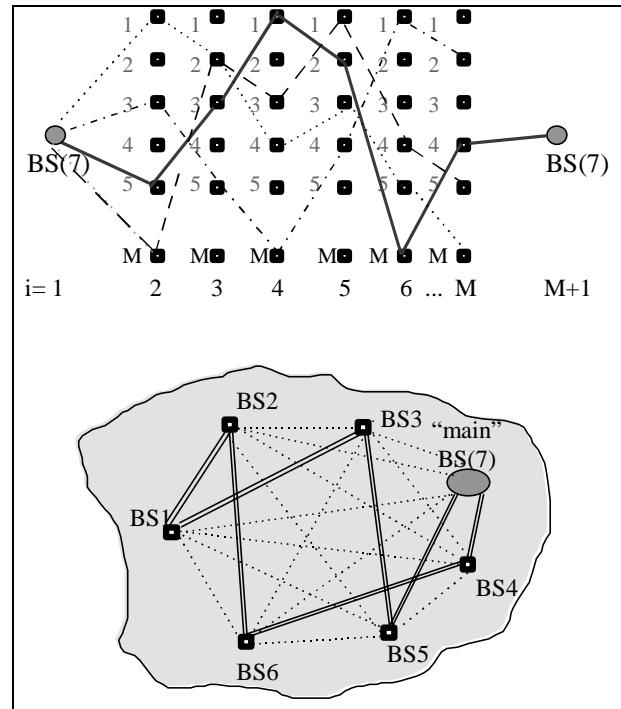 1 1 1 1 1 1
2 2 2 2 2 2
3 3 3 3 3 3
BS(7) 4 4 4 4 4 4 BS(7)
5 5 5 5 5 5
M M M M M M
i= 1 2 3 4 5 6 ... M M+1
BS2
BS3
“main”
BS(7)
BS1
BS4
BS5
BS6